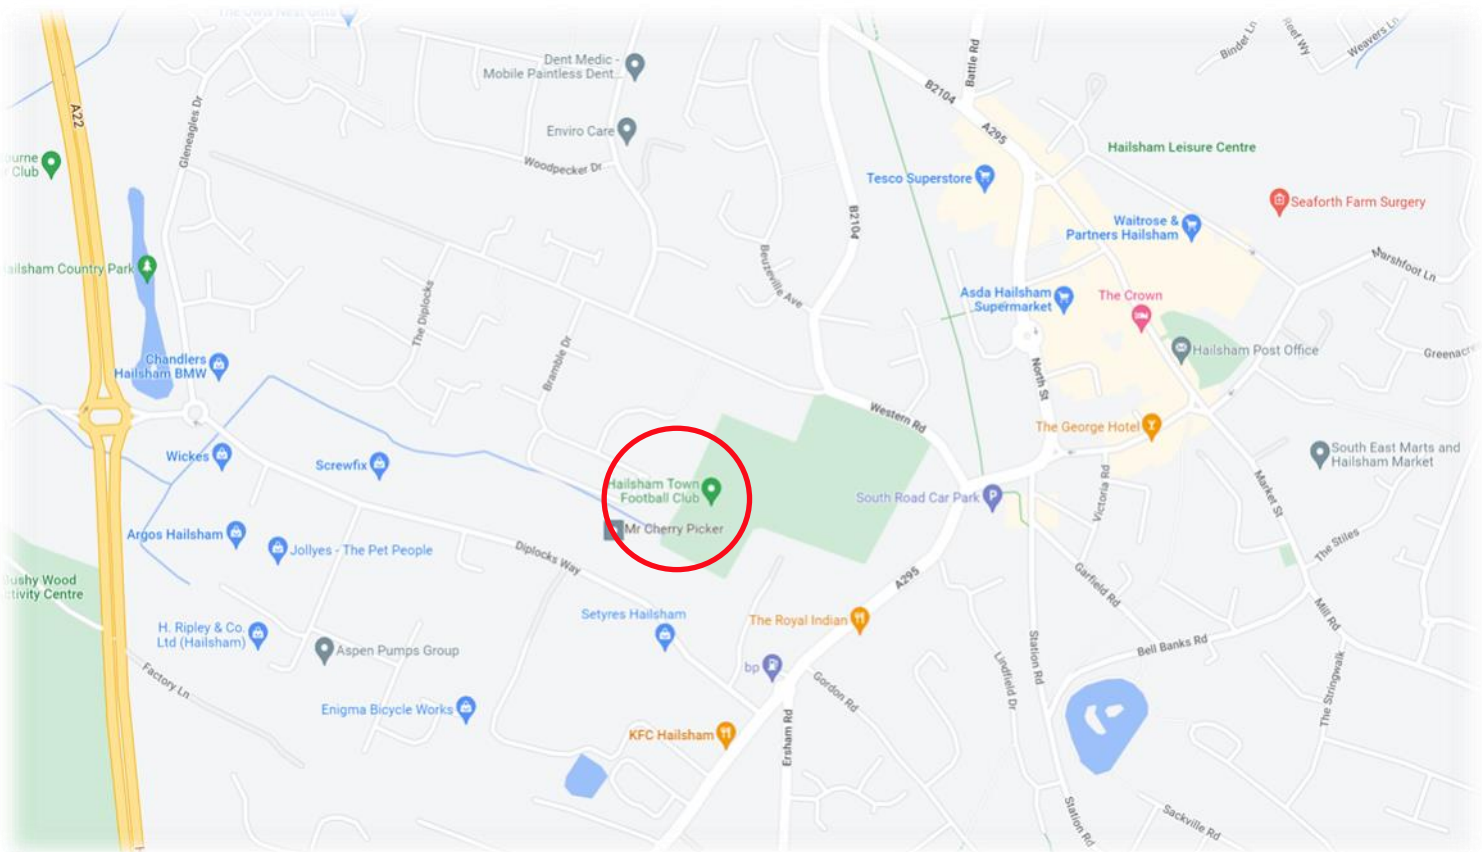 Dent Medic -
Mobile Paintless Dent...
Enviro Care
Woodpecker Dr
Gleneagles Dr
A22
Club
Country Park
The Diplocks
Bramble Dr
Beuzeville Ave
B2104
B2104
A295
Battle Rd
Binder Ln
Reef Wy
Weavers Ln
Hailsham Leisure Centre
Tesco Superstore
Seaforth Farm Surgery
Waitrose &
Partners Hailsham
Marshfoot Ln
Asda Hailsham
Supermarket
The Crown
Hailsham Post Office
North St
Chandlers
Hailsham BMW
Western Rd
The George Hotel
South East Marts and
Hailsham Market
Wickes
Screwfix
Hailsham Town
Football Club
Mr Cherry Picker
South Road Car Park
Victoria Rd
Market St
The Stiles
Argos Hailsham
Jollyes - The Pet People
Diplocks Way
A295
Garfield Rd
Mill Rd
Bushy Wood
Centre
H. Ripley & Co.
Ltd (Hailsham)
Aspen Pumps Group
Setyres Hailsham
The Royal Indian
bp
Gordon Rd
Lindfield Dr
Station Rd
Bell Banks Rd
The Stringwalk
Factory Ln
Enigma Bicycle Works
KFC Hailsham
Ersham Rd
Station Rd
Sackville Rd